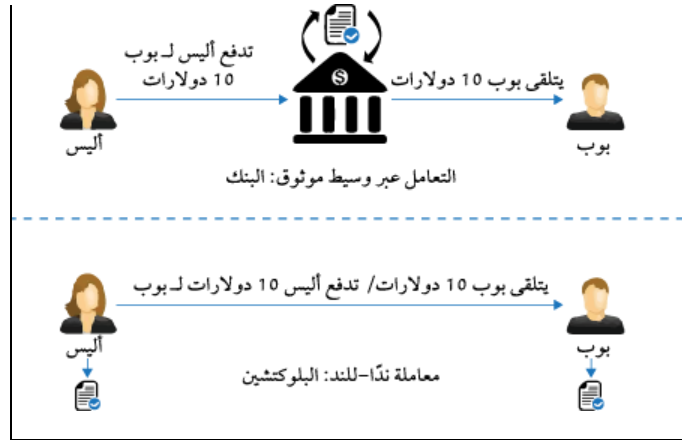 تدفع أليس لـ بوب
10 دولارات
$
يتلقى بوب 10 دولارات
أليس
بوب
التعامل عبر وسيط موثوق: البنك
يتلقى بوب 10 دولارات/ تدفع أليس 10 دولارات لـ بوب
أليس
بوب
معاملة ندّا-للند: البلوكتشين